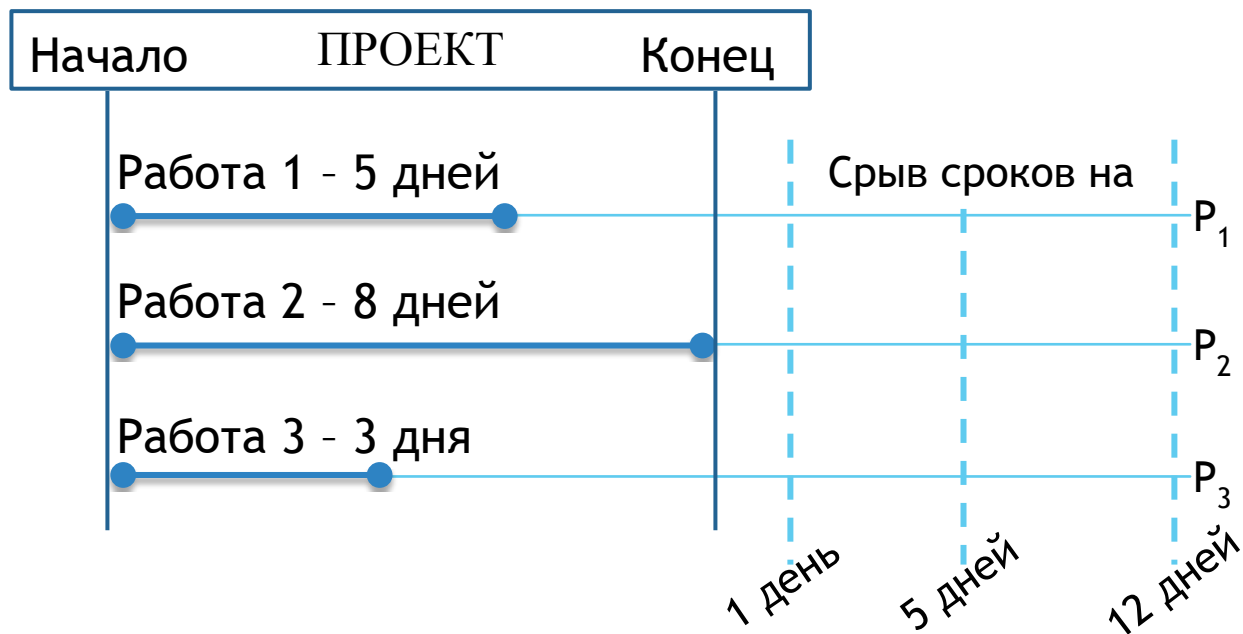 Начало ПРОЕКТ Конец
Работа 1 – 5 дней
Срыв сроков на
P1
Работа 2 – 8 дней
P2
Работа 3 – 3 дня
P3
1 день
5 дней
12 дней